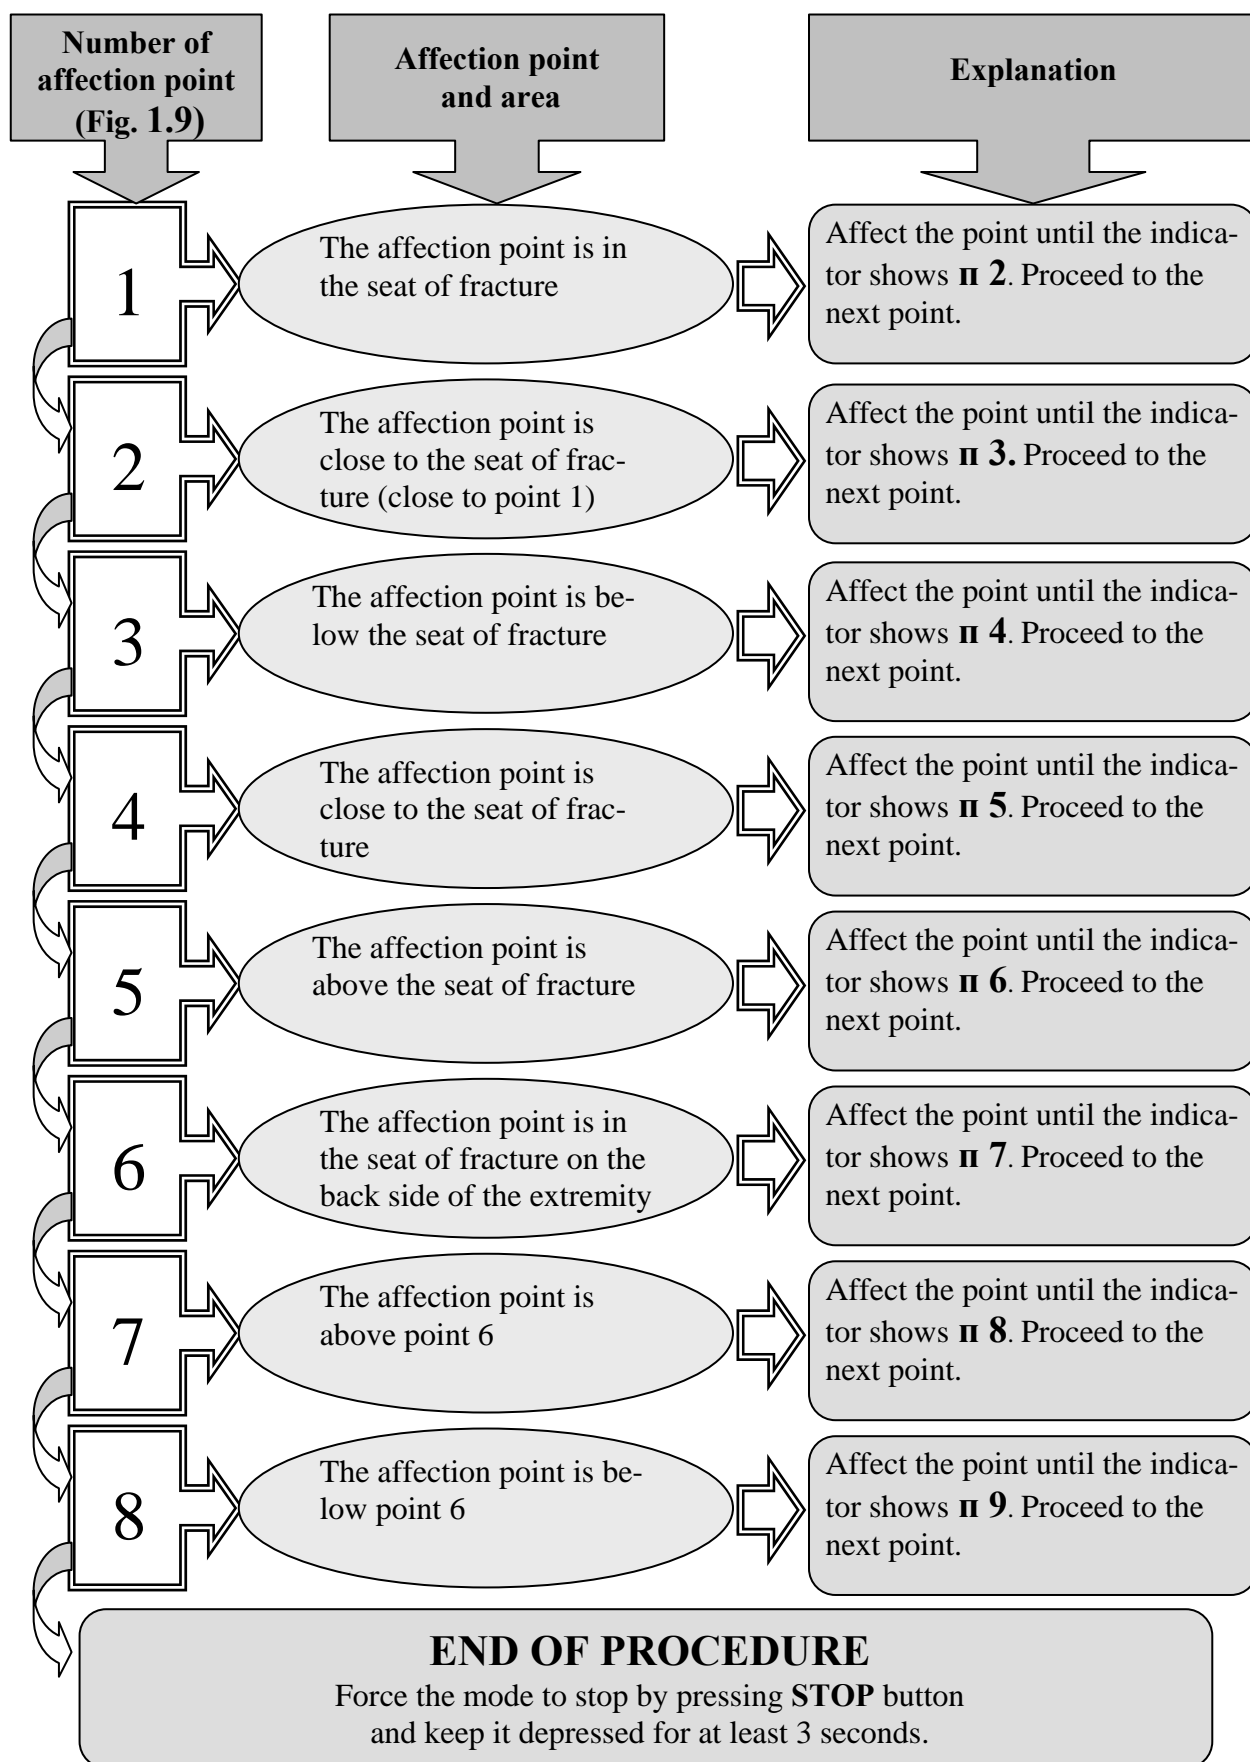 Number of
affection point
(Fig. 1.9)
Affection point
and area
Explanation
1
The affection point is in
the seat of fracture
Affect the point until the indica-
tor shows п 2. Proceed to the
next point.
2
The affection point is
close to the seat of frac-
ture (close to point 1)
Affect the point until the indica-
tor shows п 3. Proceed to the
next point.
3
The affection point is be-
low the seat of fracture
Affect the point until the indica-
tor shows п 4. Proceed to the
next point.
4
The affection point is
close to the seat of frac-
ture
Affect the point until the indica-
tor shows п 5. Proceed to the
next point.
5
The affection point is
above the seat of fracture
Affect the point until the indica-
tor shows п 6. Proceed to the
next point.
6
The affection point is in
the seat of fracture on the
back side of the extremity
Affect the point until the indica-
tor shows п 7. Proceed to the
next point.
7
The affection point is
above point 6
Affect the point until the indica-
tor shows п 8. Proceed to the
next point.
8
The affection point is be-
low point 6
Affect the point until the indica-
tor shows п 9. Proceed to the
next point.
END OF PROCEDURE
Force the mode to stop by pressing STOP button
and keep it depressed for at least 3 seconds.